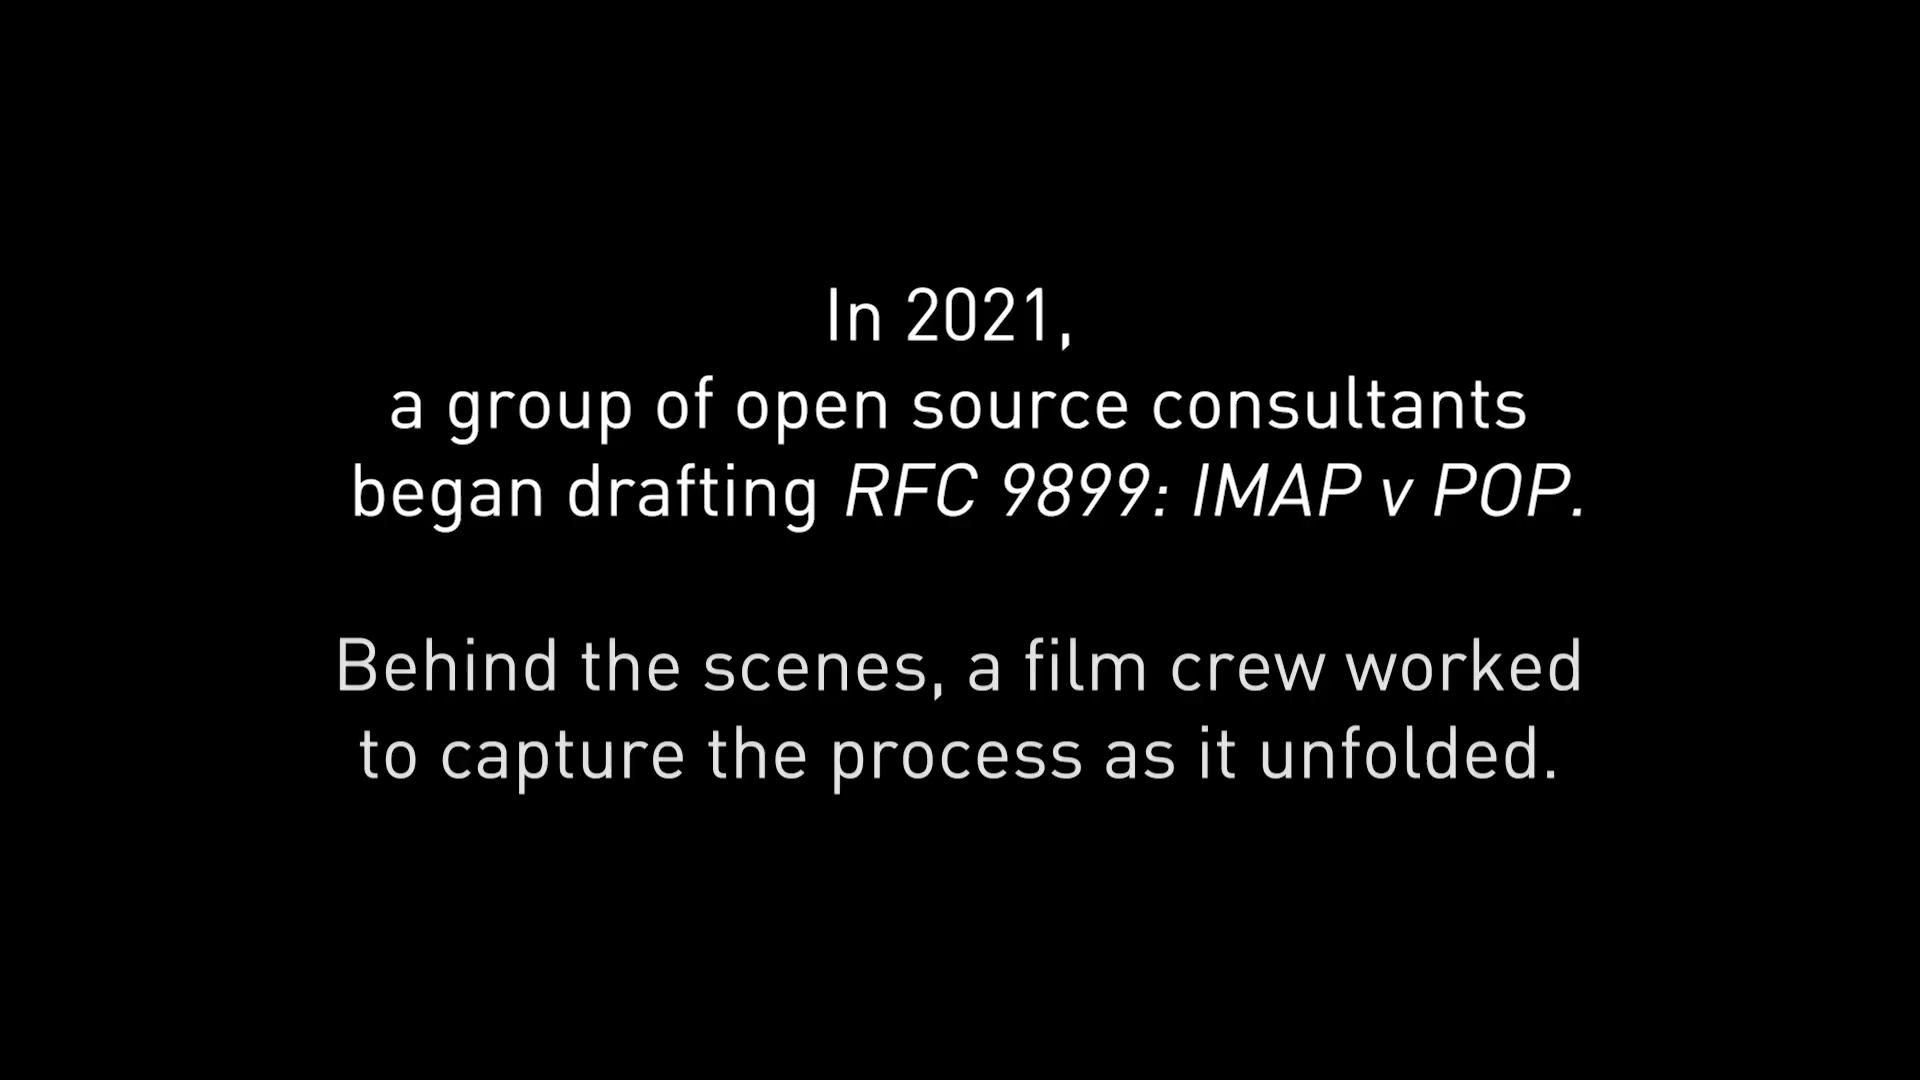 In 2021,
a group of open source consultants
began drafting RFC 9899: IMAP v POP.
Behind the scenes, a film crew worked
to capture the process as it unfolded.